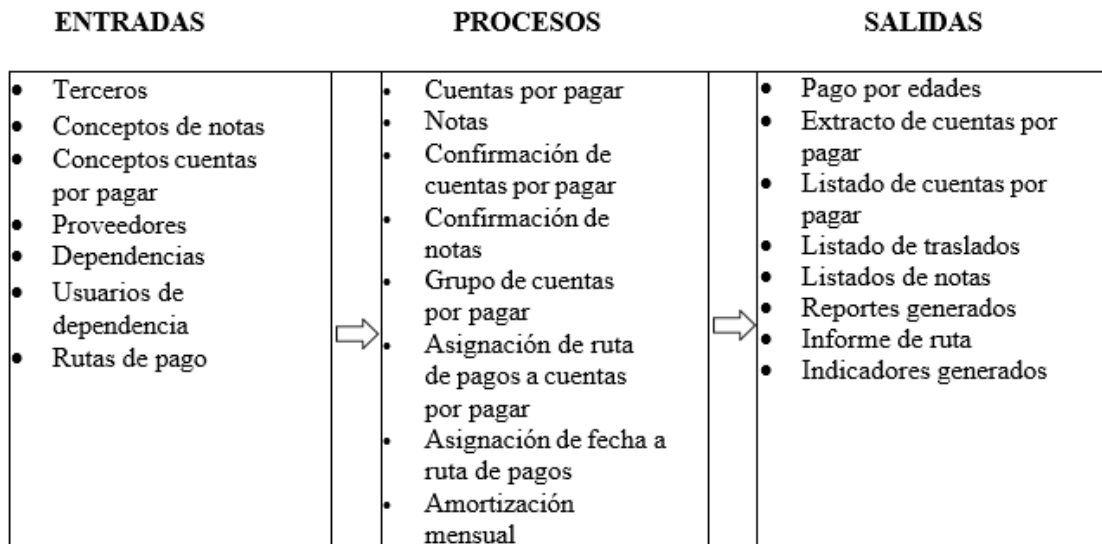 ENTRADAS
PROCESOS
SALIDAS
• Terceros
• Conceptos de notas
• Conceptos cuentas
por pagar
• Proveedores
• Dependencias
• Usuarios de
dependencia
• Rutas de pago
• Cuentas por pagar
• Notas
• Confirmación de
cuentas por pagar
• Confirmación de
notas
• Grupo de cuentas
por pagar
• Asignación de ruta
de pagos a cuentas
por pagar
• Asignación de fecha a
ruta de pagos
• Amortización
mensual
• Pago por edades
• Extracto de cuentas por
pagar
• Listado de cuentas por
pagar
• Listado de traslados
• Listados de notas
• Reportes generados
• Informe de ruta
• Indicadores generados